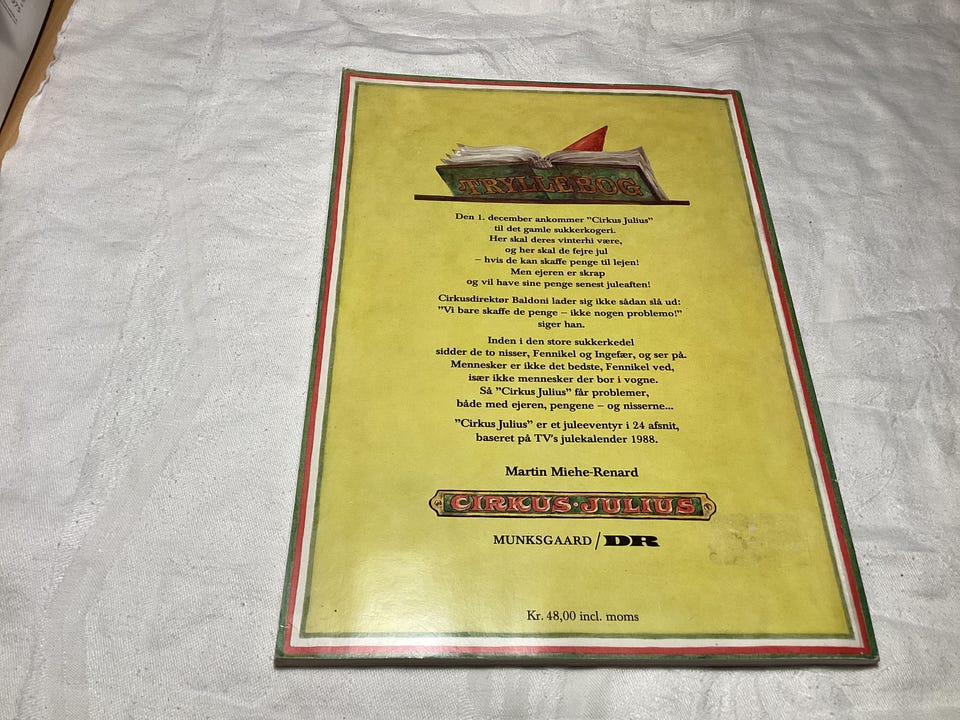 TRYLLEBOG
Den 1. december ankommer "Cirkus Julius"
til det gamle sukkerkogeri.
Her skal deres vinterhi være,
og her skal de fejre jul
– hvis de kan skaffe penge til lejen!
Men ejeren er skrap
og vil have sine penge senest juleaften!
Cirkusdirektør Baldoni lader sig ikke sådan slå ud:
"Vi bare skaffe de penge – ikke nogen problemo!"
siger han.
Inden i den store sukkerkedel
sidder de to nisser, Fennikel og Ingefær, og ser på.
Mennesker er ikke det bedste, Fennikel ved,
især ikke mennesker der bor i vogne.
Så "Cirkus Julius" får problemer,
både med ejeren, pengene – og nisserne...
"Cirkus Julius" er et juleeventyr i 24 afsnit,
baseret på TV's julekalender 1988.
Martin Miehe-Renard
CIRKUS·JULIUS
MUNKSGAARD/DR
Kr. 48,00 incl. moms